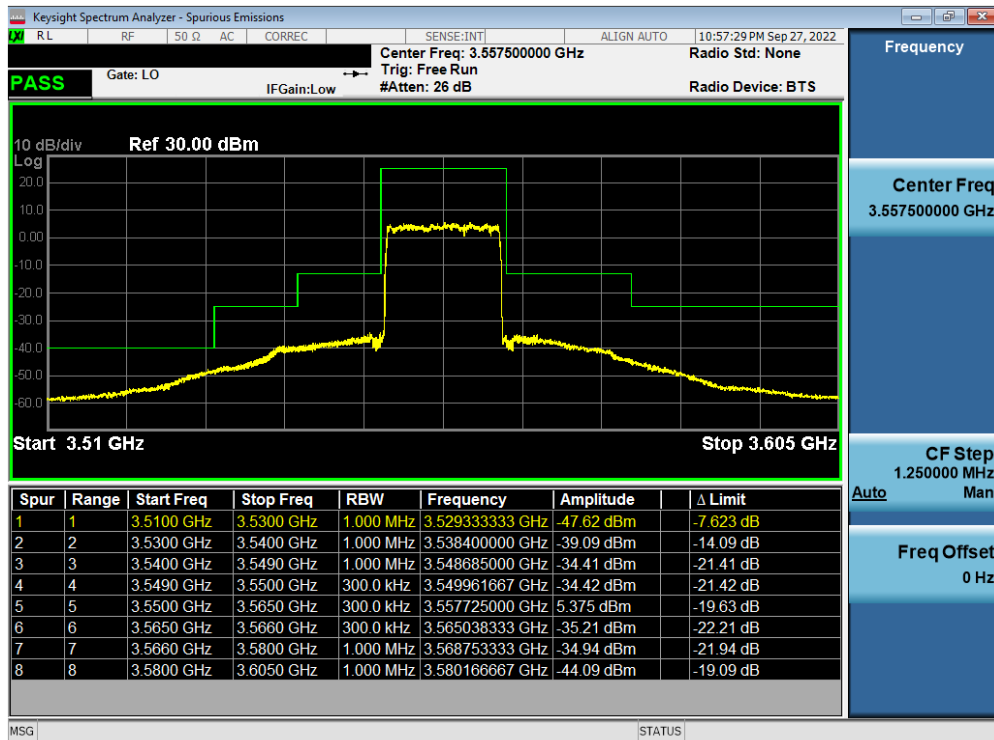 Keysight Spectrum Analyzer - Spurious Emissions
LXI RL RF 50 Ω AC CORREC SENSE:INT ALIGN AUTO 10:57:29 PM Sep 27, 2022
Center Freq: 3.557500000 GHz Radio Std: None
PASS Gate: LO Trig: Free Run
IFGain:Low #Atten: 26 dB Radio Device: BTS
10 dB/div Ref 30.00 dBm
Log
20.0
10.0
0.00
-10.0
-20.0
-30.0
-40.0
-50.0
-60.0
Start 3.51 GHz Stop 3.605 GHz
Spur Range Start Freq Stop Freq RBW Frequency Amplitude Δ Limit
1 1 3.5100 GHz 3.5300 GHz 1.000 MHz 3.529333333 GHz -47.62 dBm -7.623 dB
2 2 3.5300 GHz 3.5400 GHz 1.000 MHz 3.538400000 GHz -39.09 dBm -14.09 dB
3 3 3.5400 GHz 3.5490 GHz 1.000 MHz 3.548685000 GHz -34.41 dBm -21.41 dB
4 4 3.5490 GHz 3.5500 GHz 300.0 kHz 3.549961667 GHz -34.42 dBm -21.42 dB
5 5 3.5500 GHz 3.5650 GHz 300.0 kHz 3.557725000 GHz 5.375 dBm -19.63 dB
6 6 3.5650 GHz 3.5660 GHz 300.0 kHz 3.565038333 GHz -35.21 dBm -22.21 dB
7 7 3.5660 GHz 3.5800 GHz 1.000 MHz 3.568753333 GHz -34.94 dBm -21.94 dB
8 8 3.5800 GHz 3.6050 GHz 1.000 MHz 3.580166667 GHz -44.09 dBm -19.09 dB
MSG STATUS
Frequency
Center Freq
3.557500000 GHz
CF Step
1.250000 MHz
Auto Man
Freq Offset
0 Hz